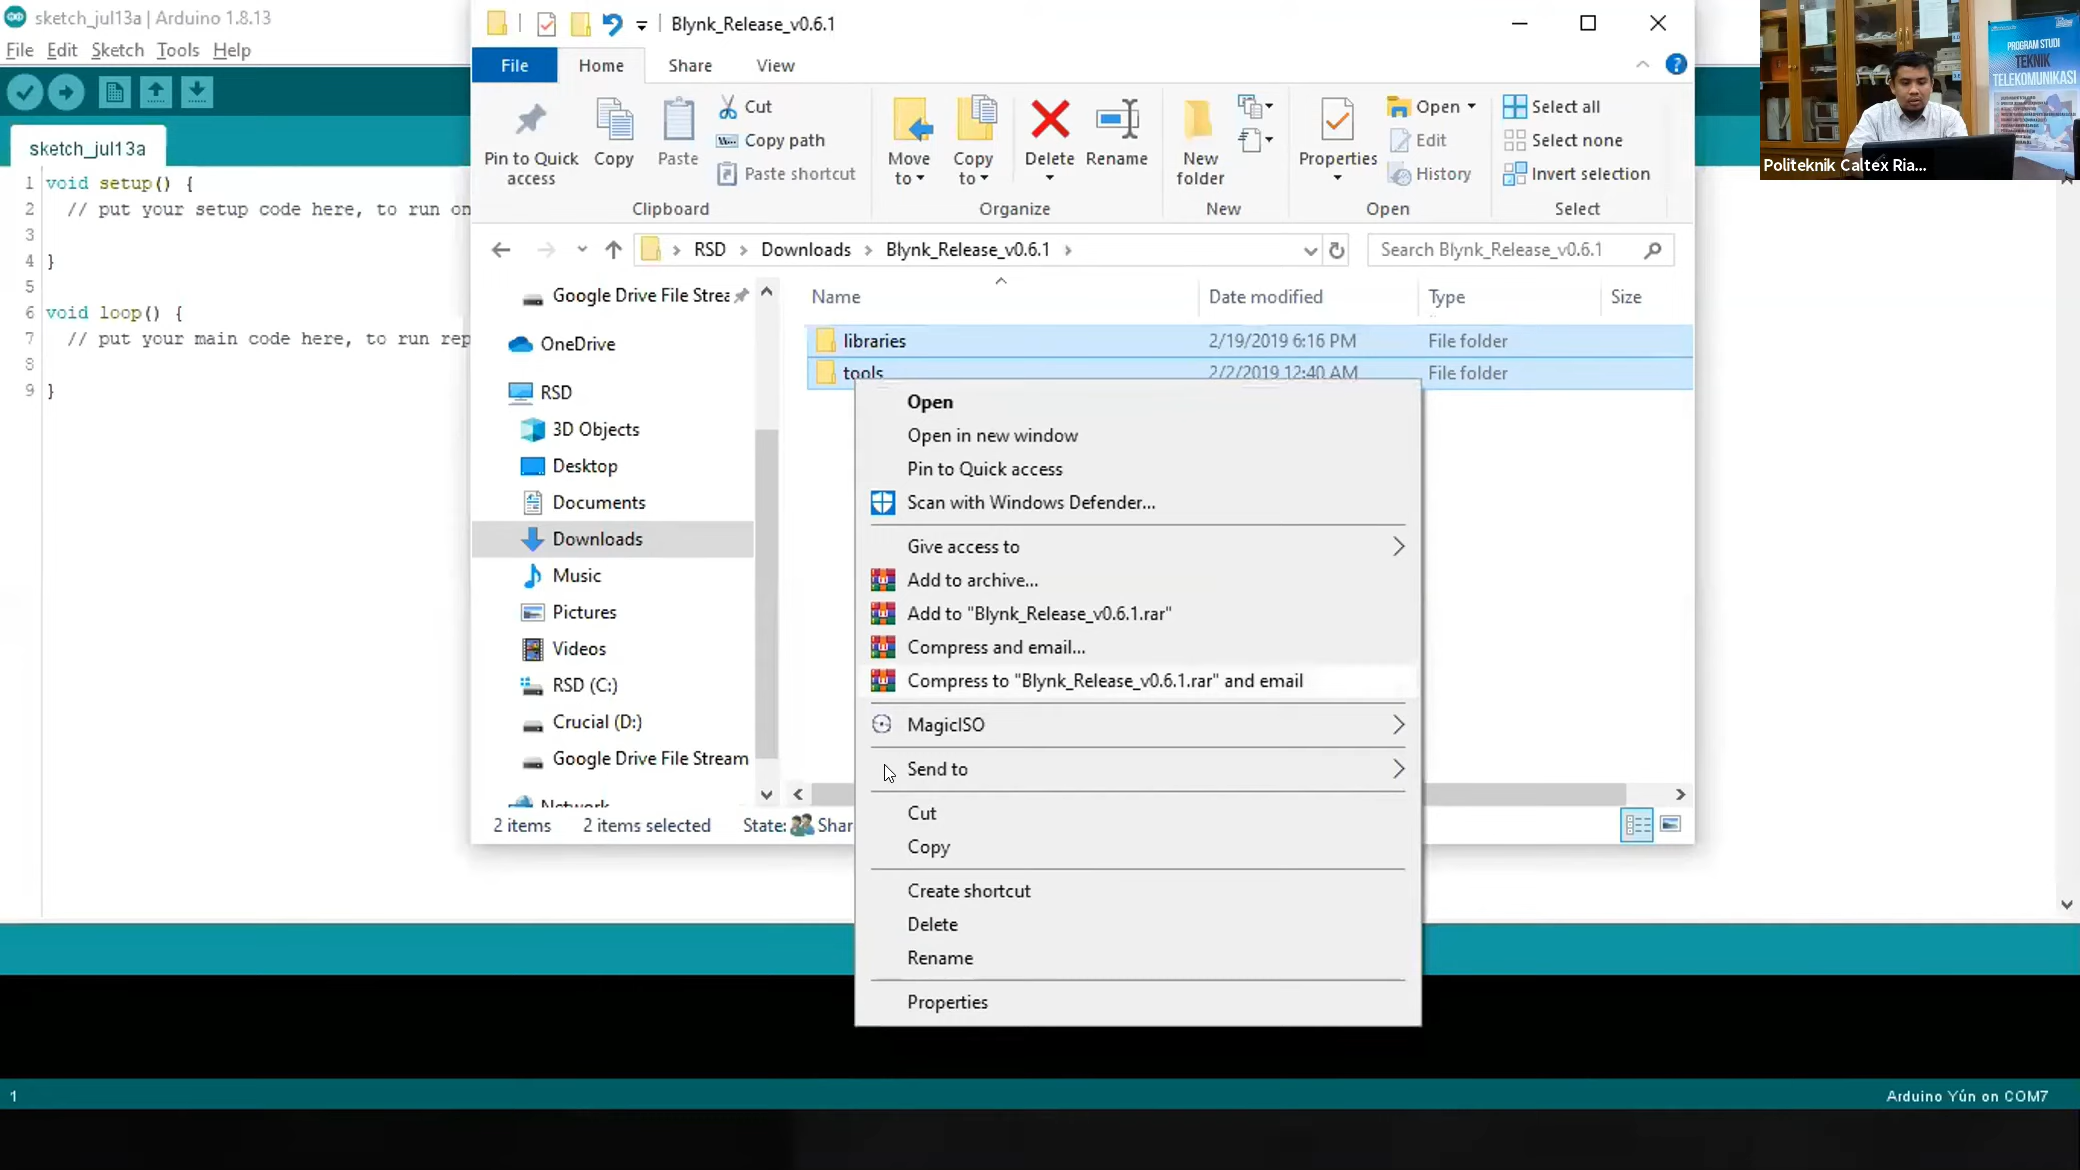 sketch_jul13a | Arduino 1.8.13
File Edit Sketch Tools Help
sketch_jul13a
1 void setup() {
2 // put your setup code here, to run on
3
4 }
5
6 void loop() {
7 // put your main code here, to run rep
8
9 }
Blynk_Release_v0.6.1
File Home Share View
Pin to Quick access
Copy
Paste
Cut
Copy path
Paste shortcut
Clipboard
Move to
Copy to
Delete
Rename
Organize
New folder
New
Properties
Open
Edit
History
Open
Select all
Select none
Invert selection
Select
RSD Downloads Blynk_Release_v0.6.1
Search Blynk_Release_v0.6.1
Google Drive File Strea
OneDrive
RSD
3D Objects
Desktop
Documents
Downloads
Music
Pictures
Videos
RSD (C:)
Crucial (D:)
Google Drive File Stream
Network
Name Date modified Type Size
libraries 2/19/2019 6:16 PM File folder
tools 2/2/2019 12:40 AM File folder
Open
Open in new window
Pin to Quick access
Scan with Windows Defender...
Give access to
Add to archive...
Add to "Blynk_Release_v0.6.1.rar"
Compress and email...
Compress to "Blynk_Release_v0.6.1.rar" and email
MagicISO
Send to
Cut
Copy
Create shortcut
Delete
Rename
Properties
2 items 2 items selected State: Shar
PROGRAM STUDI
TEKNIK
TELEKOMUNIKASI
Politeknik Caltex Ria...
1
Arduino Yún on COM7